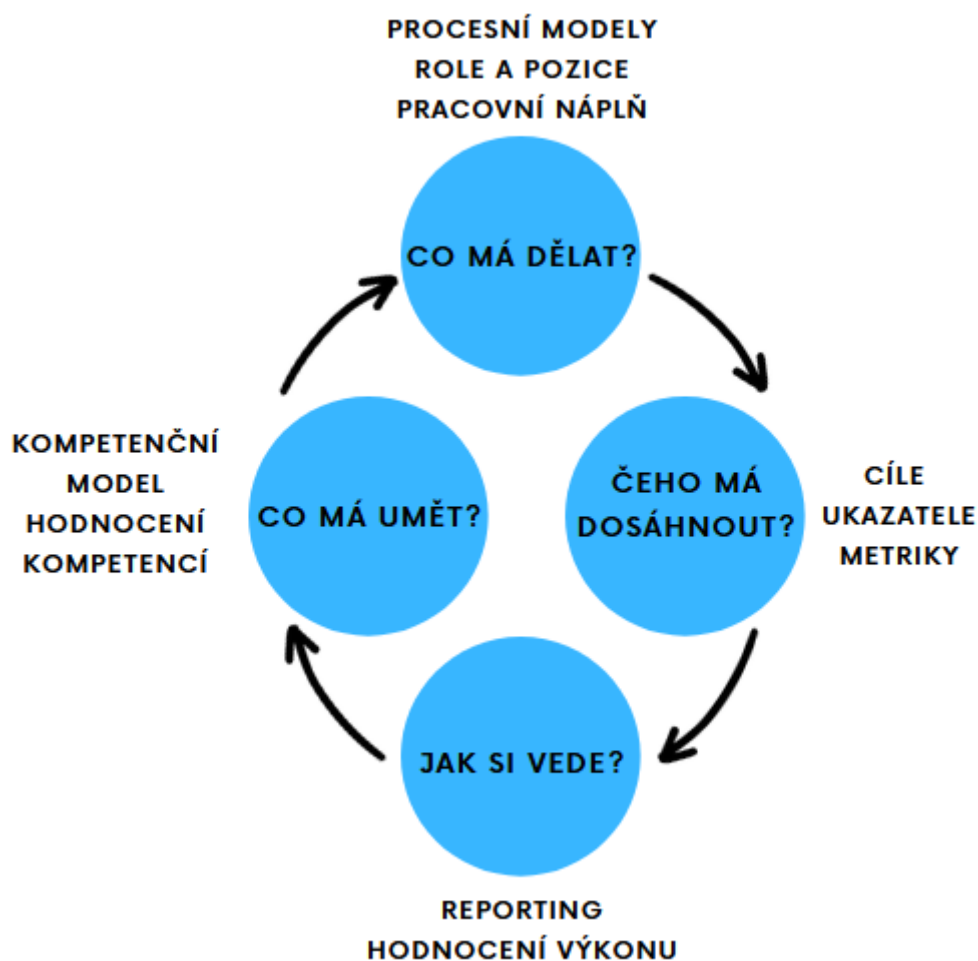 PROCESNÍ MODELY
ROLE A POZICE
PRACOVNÍ NÁPLŇ
CO MÁ DĚLAT?
ČEHO MÁ
DOSÁHNOUT?
CÍLE
UKAZATELE
METRIKY
JAK SI VEDE?
REPORTING
HODNOCENÍ VÝKONU
CO MÁ UMĚT?
KOMPETENČNÍ
MODEL
HODNOCENÍ
KOMPETENCÍ